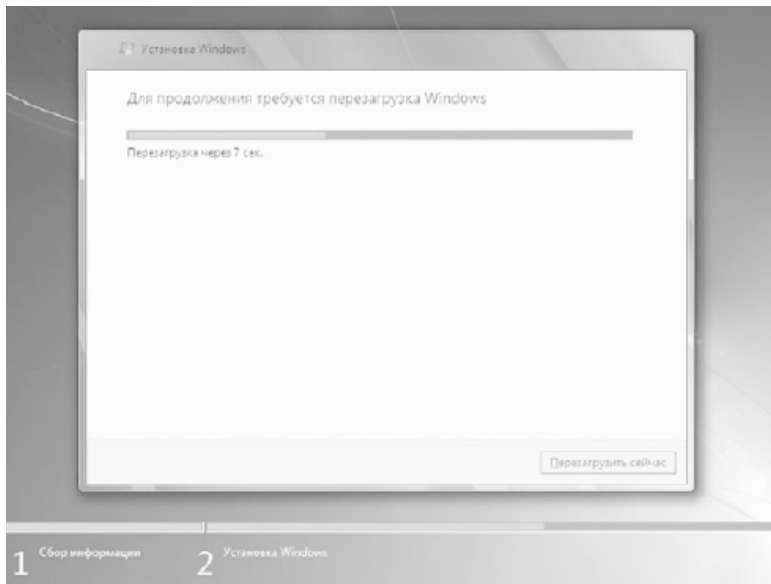 Установка Windows
Для продолжения требуется перезагрузка Windows
Перезагрузка через 7 сек.
Перезагрузить сейчас
1 Сбор информации
2 Установка Windows